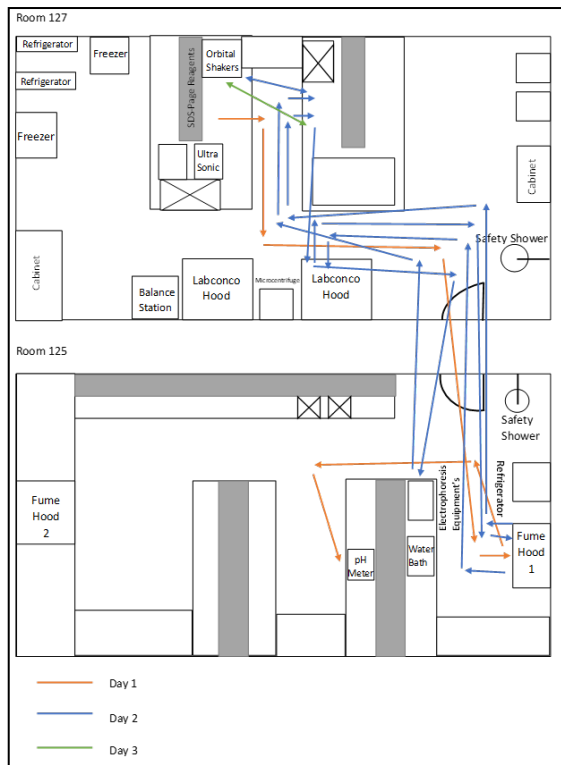 Room 127
Refrigerator
Freezer
Orbital
Shakers
Refrigerator
SDS-Page Reagents
Freezer
Ultra
Sonic
Cabinet
Safety Shower
Cabinet
Balance
Station
Labconco
Hood
Microcentrifuge
Labconco
Hood
Room 125
Safety
Shower
Refrigerator
Electrophoresis
Equipment's
Fume
Hood
2
pH
Meter
Water
Bath
Fume
Hood
1
Day 1
Day 2
Day 3